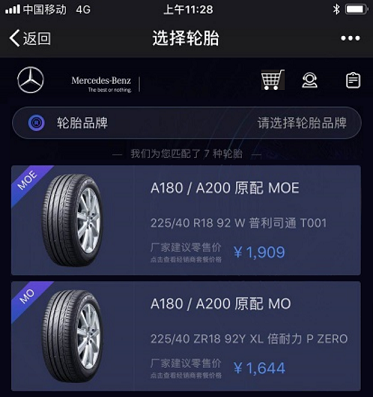 中国移动 4G 上午11:28
返回 选择轮胎
Mercedes-Benz
The best or nothing.
轮胎品牌 请选择轮胎品牌
我们为您匹配了 7 种轮胎
MOE
A180 / A200 原配 MOE
225/40 R18 92 W 普利司通 T001
厂家建议零售价 ¥1,909
点击查看经销商套餐价格
MO
A180 / A200 原配 MO
225/40 ZR18 92Y XL 倍耐力 P ZERO
厂家建议零售价 ¥1,644
点击查看经销商套餐价格